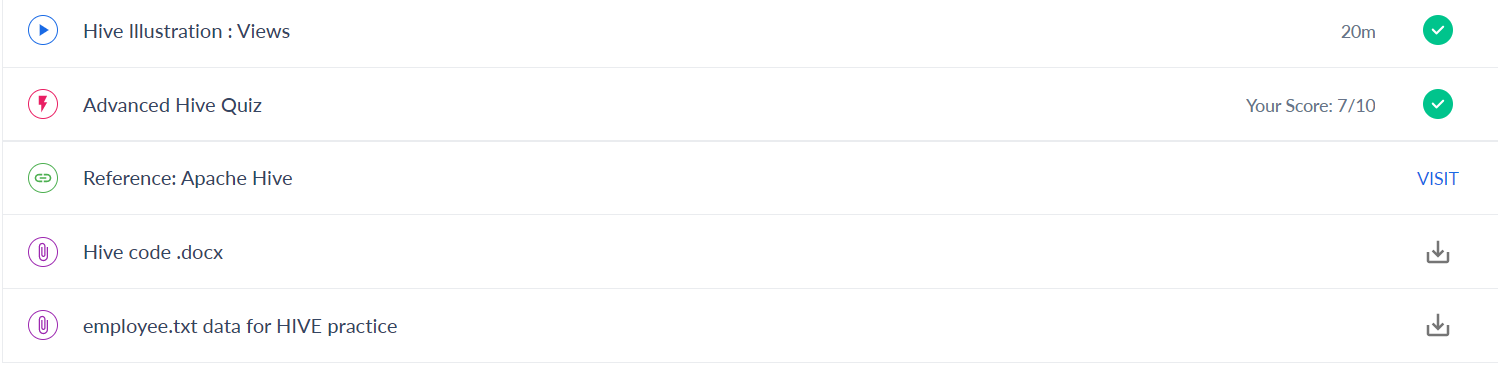 Hive Illustration : Views
20m
Advanced Hive Quiz
Your Score: 7/10
Reference: Apache Hive
VISIT
Hive code .docx
employee.txt data for HIVE practice